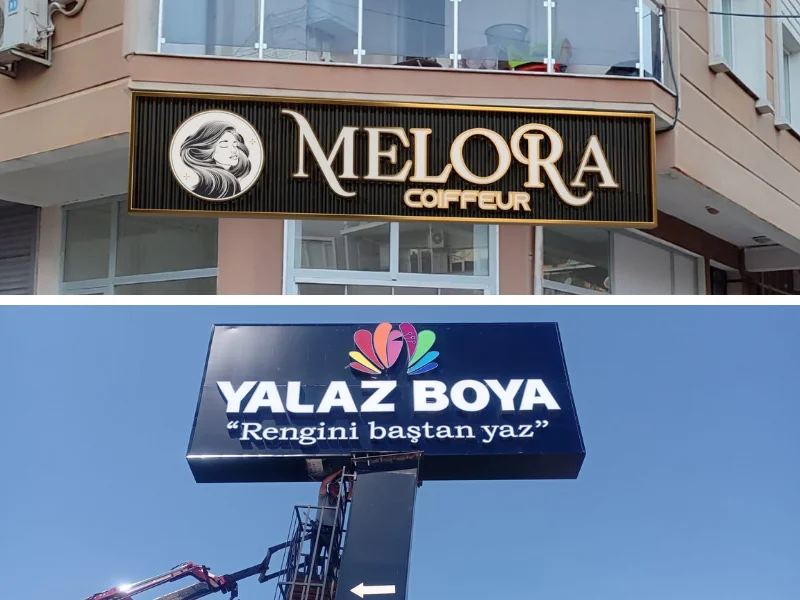 MELORA
COIFFEUR
YALAZ BOYA
“Rengini baştan yaz”